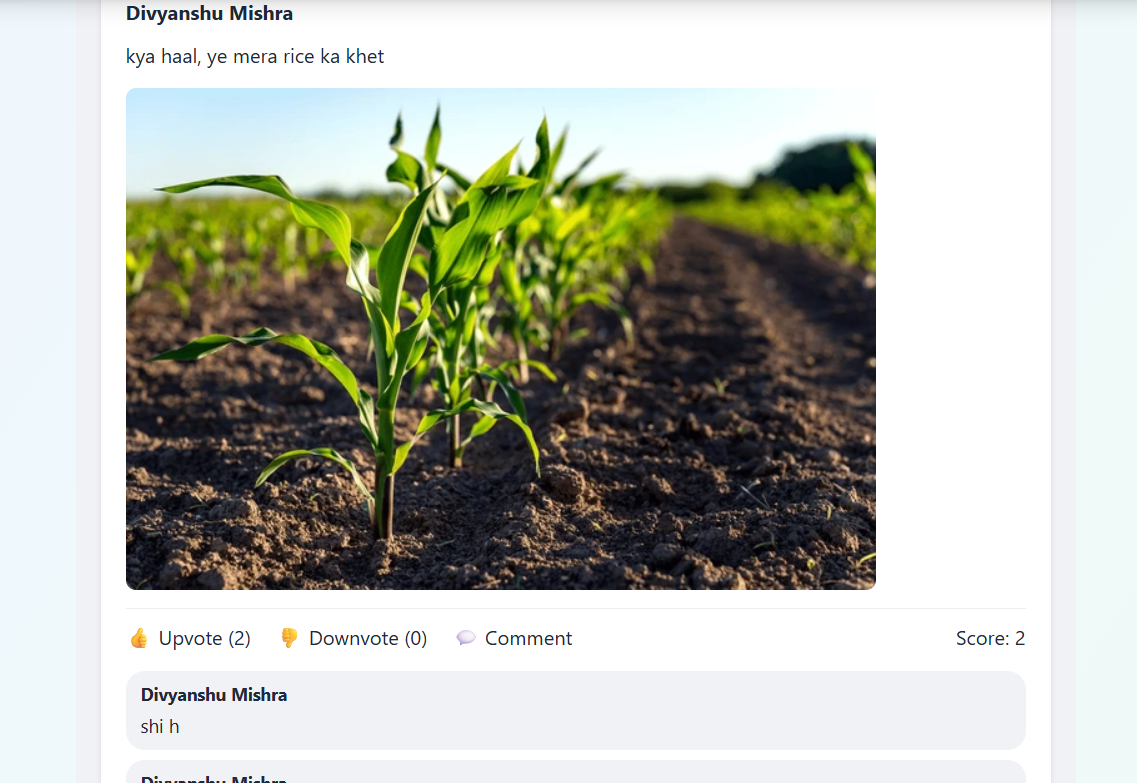 Divyanshu Mishra
kya haal, ye mera rice ka khet
Upvote (2) Downvote (0) Comment Score: 2
Divyanshu Mishra
shi h
Divyanshu Mishra